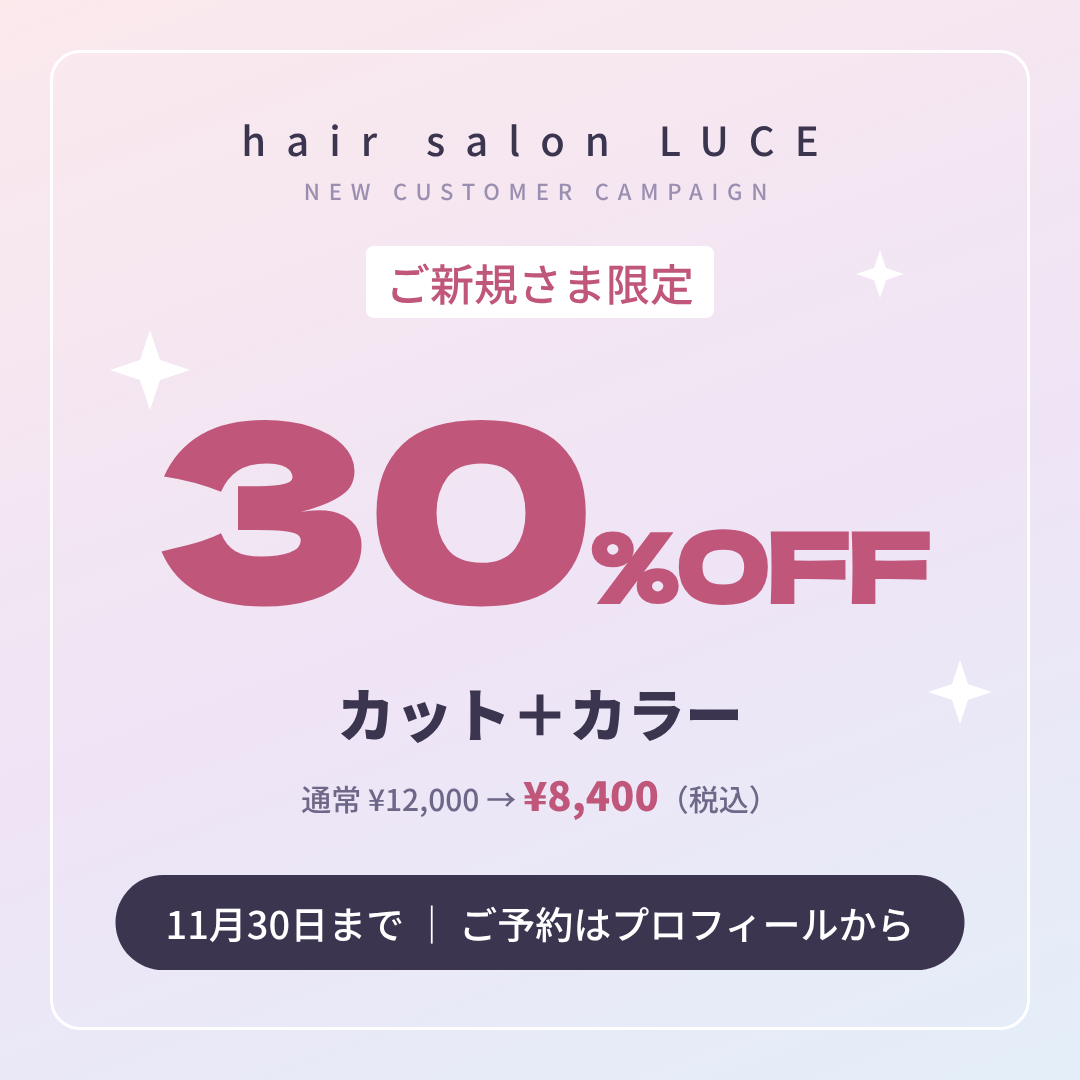 hair salon LUCE
NEW CUSTOMER CAMPAIGN
ご新規さま限定
30%OFF
カット＋カラー
通常 ¥12,000 → ¥8,400（税込）
11月30日まで ｜ ご予約はプロフィールから